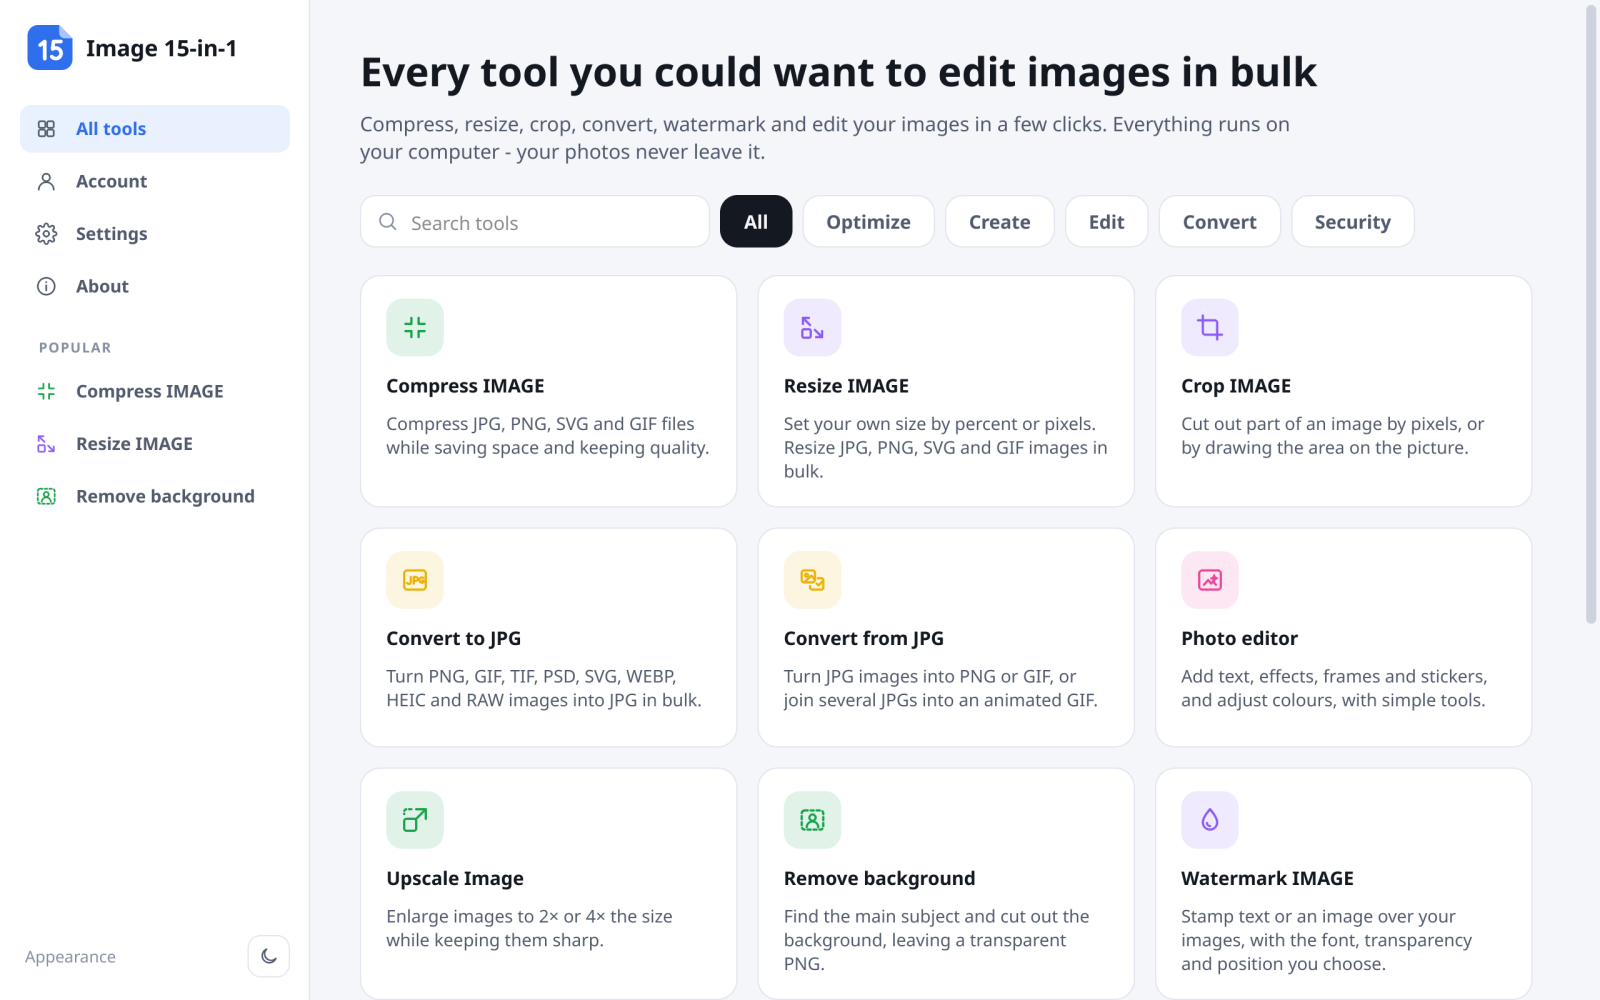 15
Image 15-in-1
All tools
Account
Settings
About
POPULAR
Compress IMAGE
Resize IMAGE
Remove background
Appearance
Every tool you could want to edit images in bulk
Compress, resize, crop, convert, watermark and edit your images in a few clicks. Everything runs on
your computer - your photos never leave it.
Search tools
All
Optimize
Create
Edit
Convert
Security
Compress IMAGE
Compress JPG, PNG, SVG and GIF files
while saving space and keeping quality.
Resize IMAGE
Set your own size by percent or pixels.
Resize JPG, PNG, SVG and GIF images in
bulk.
Crop IMAGE
Cut out part of an image by pixels, or
by drawing the area on the picture.
JPG
Convert to JPG
Turn PNG, GIF, TIF, PSD, SVG, WEBP,
HEIC and RAW images into JPG in bulk.
Convert from JPG
Turn JPG images into PNG or GIF, or
join several JPGs into an animated GIF.
Photo editor
Add text, effects, frames and stickers,
and adjust colours, with simple tools.
Upscale Image
Enlarge images to 2× or 4× the size
while keeping them sharp.
Remove background
Find the main subject and cut out the
background, leaving a transparent
PNG.
Watermark IMAGE
Stamp text or an image over your
images, with the font, transparency
and position you choose.